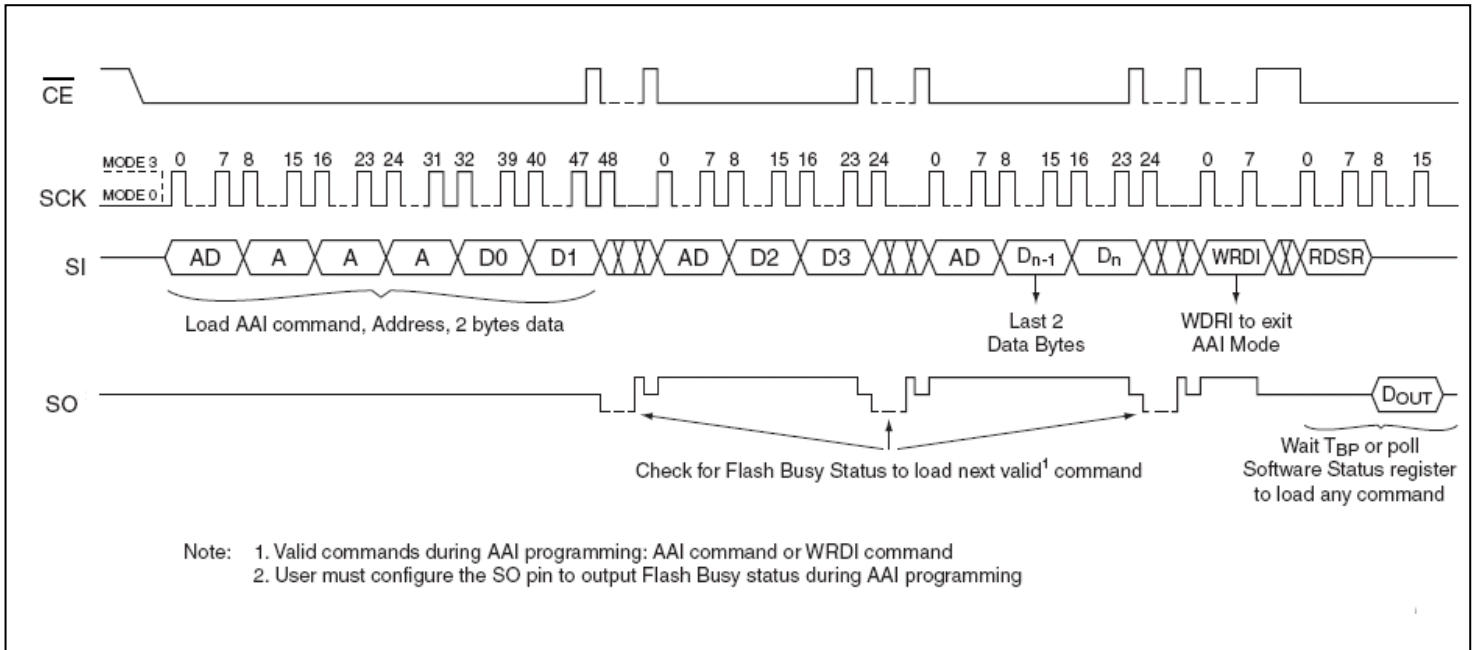 CE
MODE 3 0 7 8 15 16 23 24 31 32 39 40 47 48 0 7 8 15 16 23 24 0 7 8 15 16 23 24 0 7 0 7 8 15
SCK MODE 0
SI AD A A A D0 D1 AD D2 D3 AD Dn-1 Dn WRDI RDSR
Load AAI command, Address, 2 bytes data
Last 2
Data Bytes
WDRI to exit
AAI Mode
SO DOUT
Check for Flash Busy Status to load next valid¹ command
Wait TBP or poll
Software Status register
to load any command
Note: 1. Valid commands during AAI programming: AAI command or WRDI command
2. User must configure the SO pin to output Flash Busy status during AAI programming